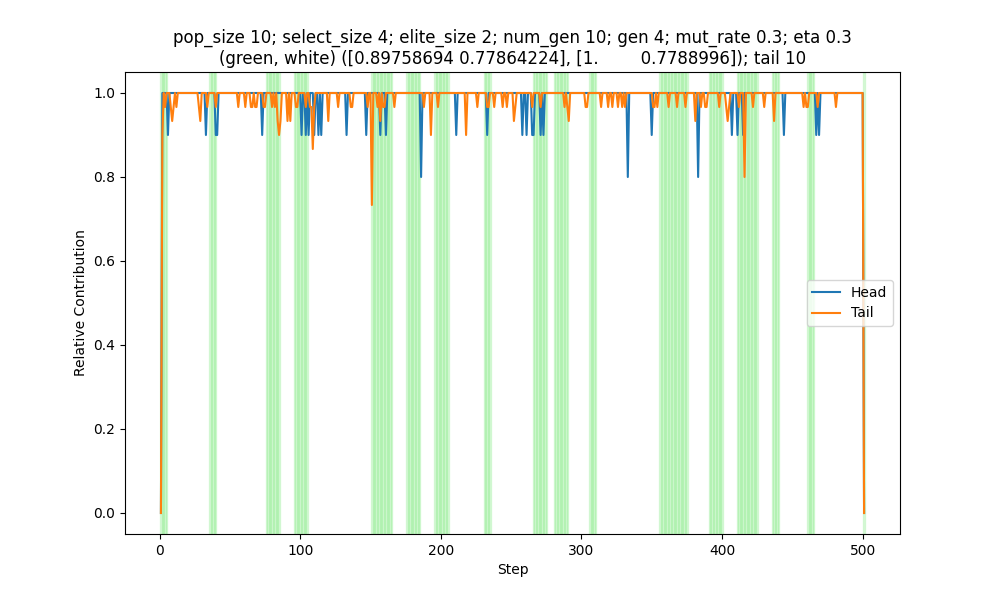 pop_size 10; select_size 4; elite_size 2; num_gen 10; gen 4; mut_rate 0.3; eta 0.3
(green, white) ([0.89758694 0.77864224], [1. 0.7788996]); tail 10
Relative Contribution
1.0
0.8
0.6
0.4
0.2
0.0
Head
Tail
0 100 200 300 400 500
Step